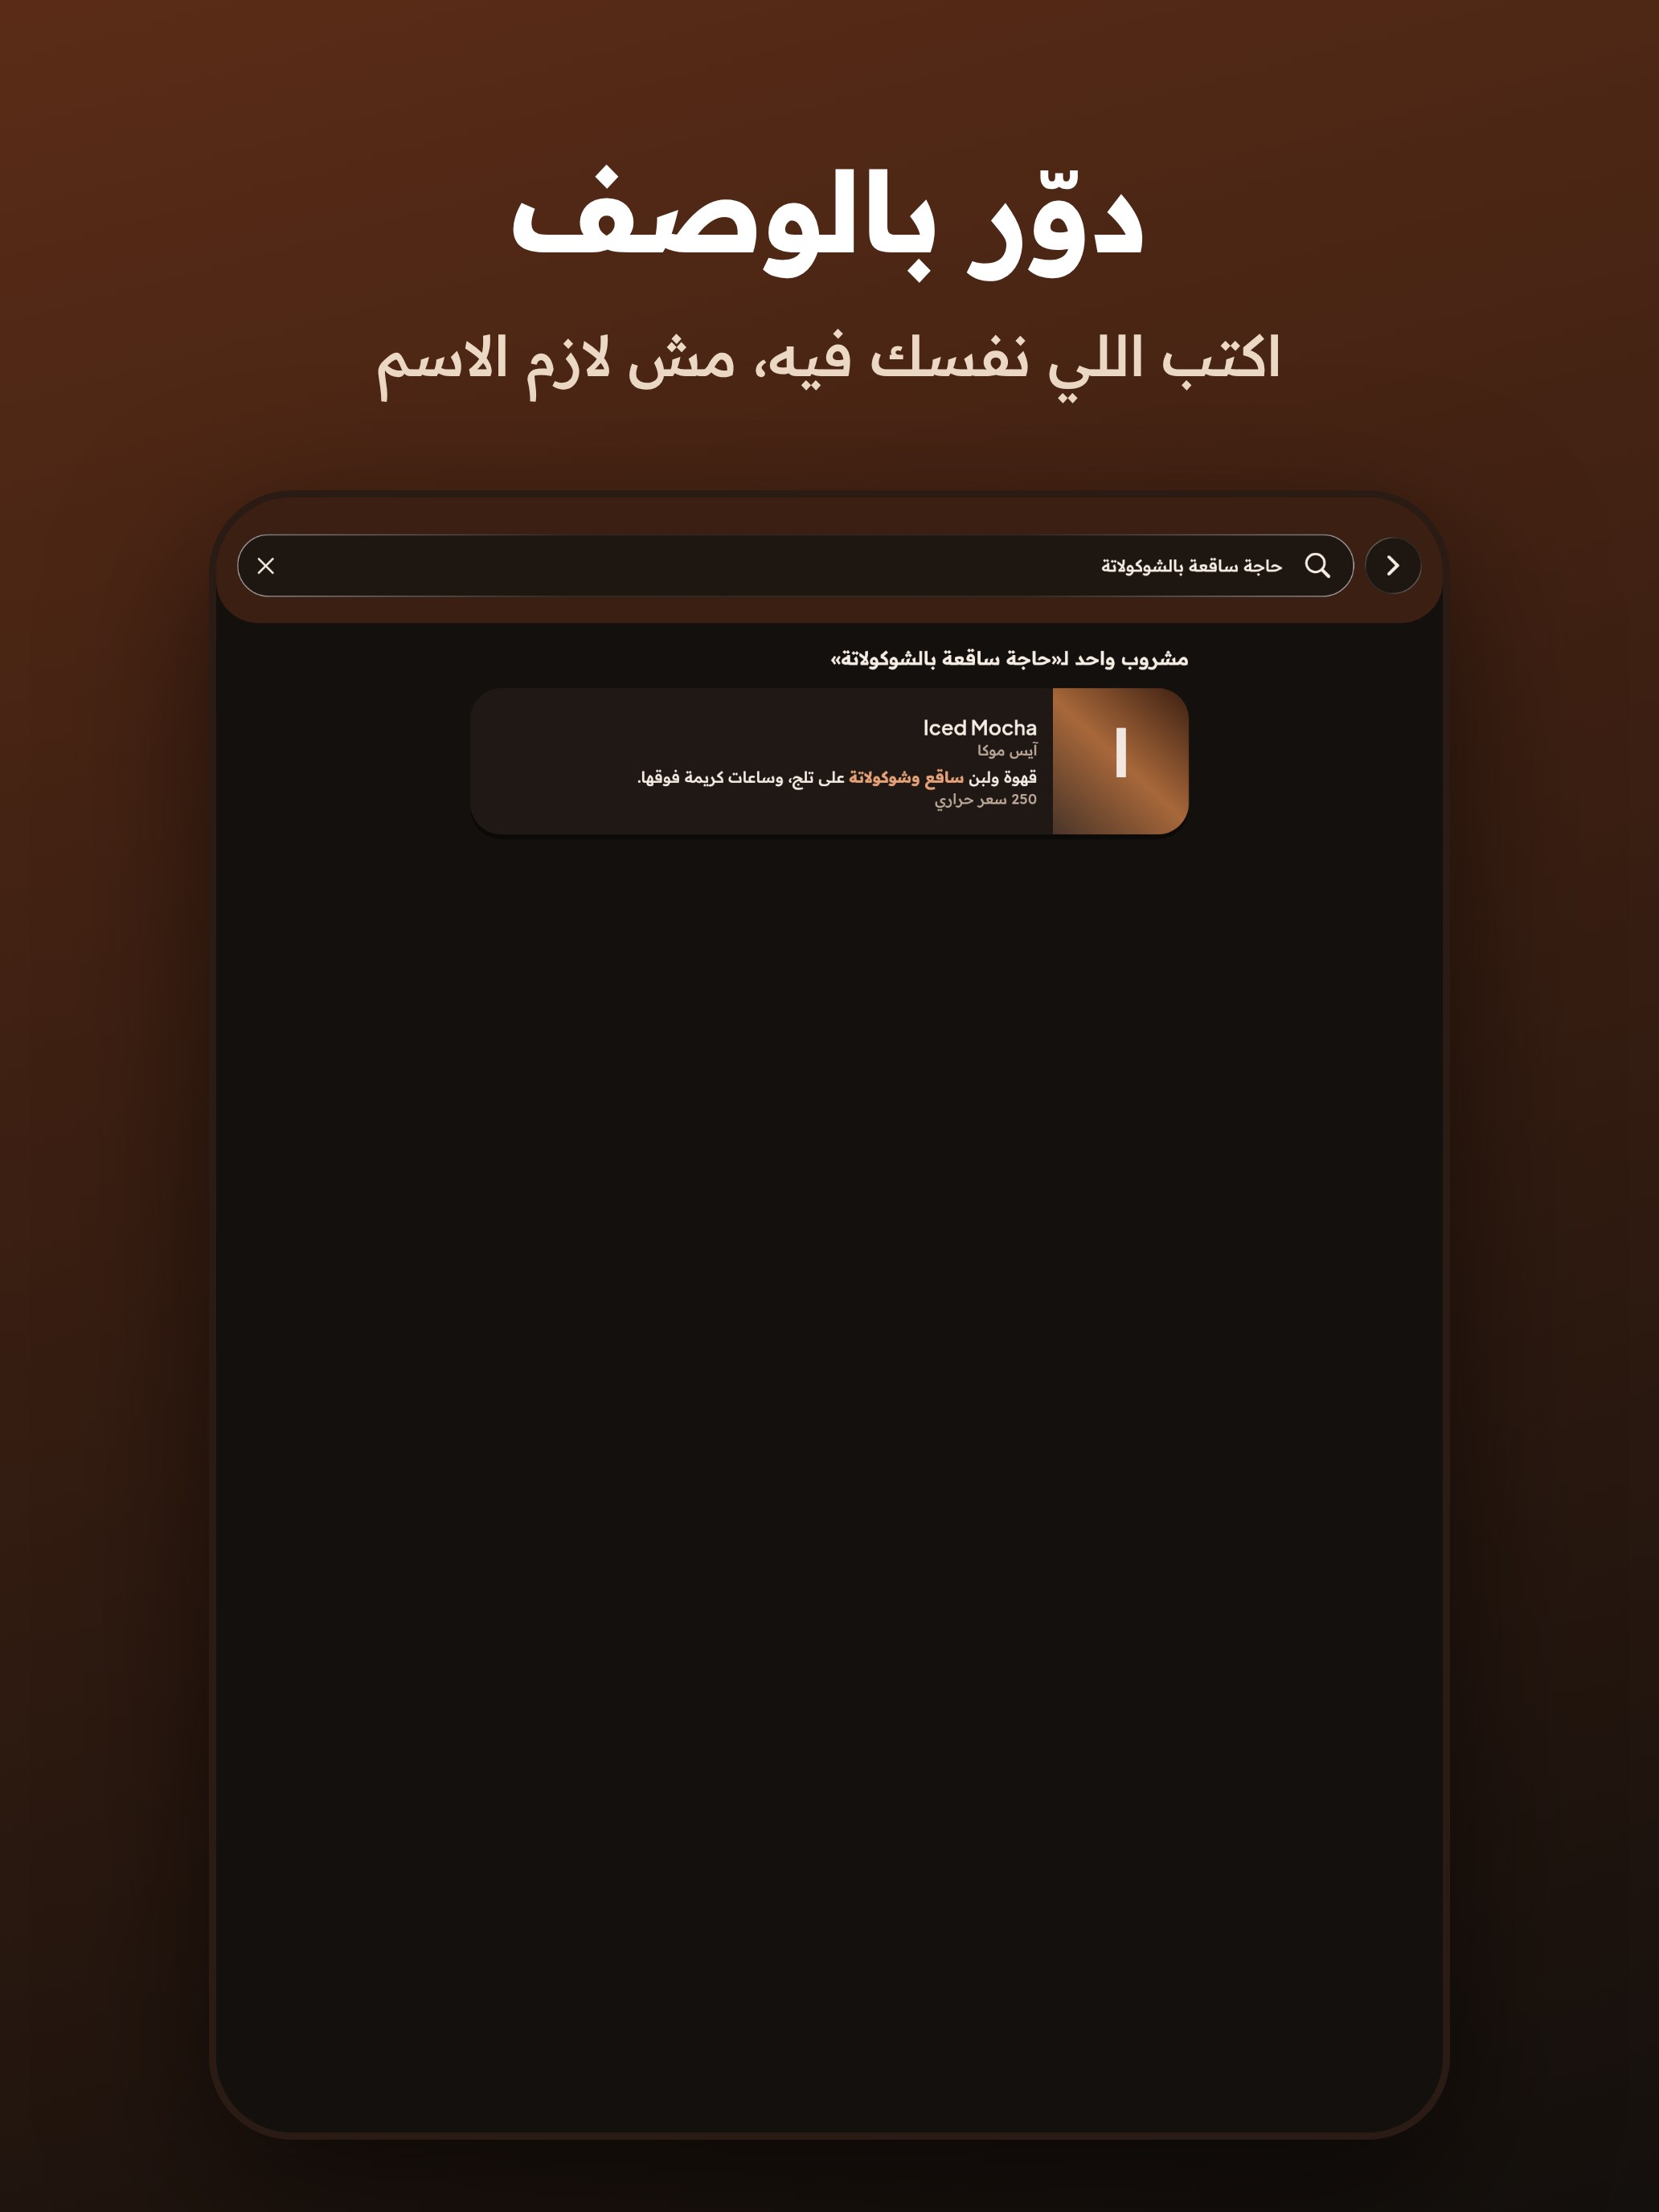 دوّر بالوصف
اكتب اللي نفسك فيه، مش لازم الاسم
حاجة ساقعة بالشوكولاتة
مشروب واحد لـ«حاجة ساقعة بالشوكولاتة»
I
Iced Mocha
آيس موكا
قهوة ولبن ساقع وشوكولاتة على تلج، وساعات كريمة فوقها.
250 سعر حراري